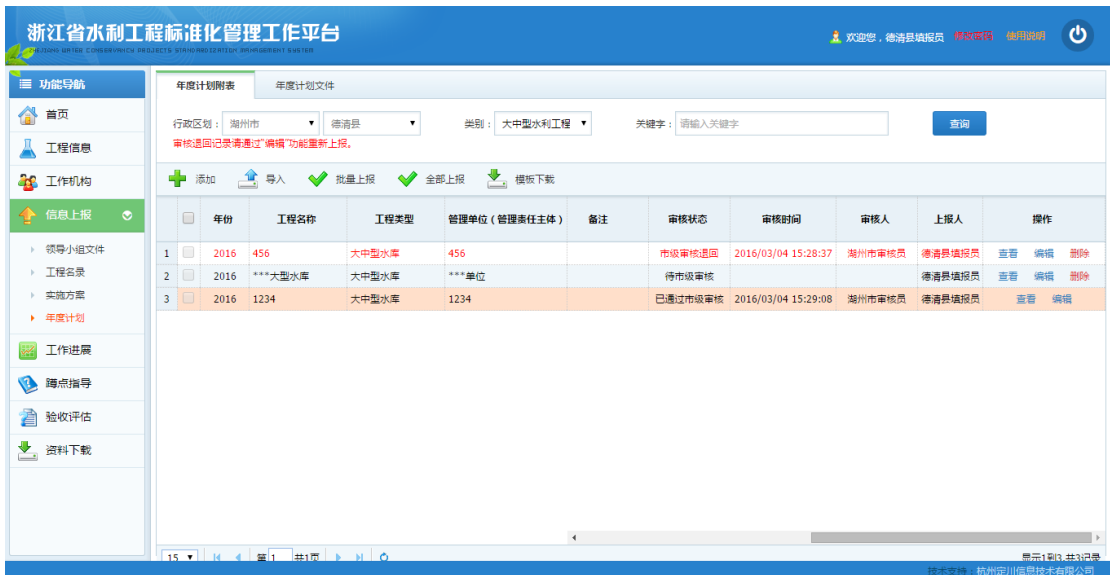 浙江省水利工程标准化管理工作平台
欢迎您，德清县填报员 修改密码 使用说明
功能导航
首页
工程信息
工作机构
信息上报
领导小组文件
工程名录
实施方案
年度计划
工作进展
蹲点指导
验收评估
资料下载
年度计划附表 年度计划文件
行政区划： 湖州市 德清县 类别： 大中型水利工程 关键字： 请输入关键字 查询
审核退回记录请通过"编辑"功能重新上报。
添加 导入 批量上报 全部上报 模板下载
年份 工程名称 工程类型 管理单位（管理责任主体） 备注 审核状态 审核时间 审核人 上报人 操作
1 2016 456 大中型水库 456 市级审核退回 2016/03/04 15:28:37 湖州市审核员 德清县填报员 查看 编辑 删除
2 2016 ***大型水库 大中型水库 ***单位 待市级审核 德清县填报员 查看 编辑 删除
3 2016 1234 大中型水库 1234 已通过市级审核 2016/03/04 15:29:08 湖州市审核员 德清县填报员 查看 编辑
15 第 1 共1页 显示1到3,共3记录
技术支持：杭州定川信息技术有限公司